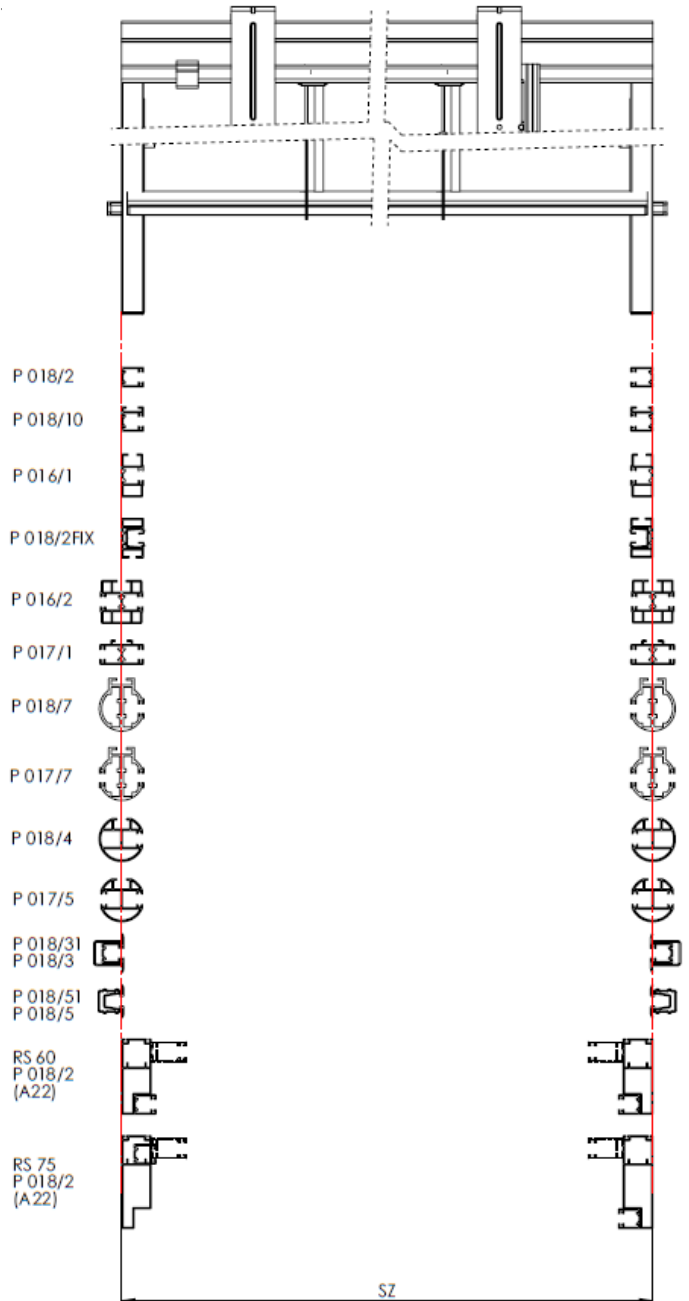 P 018/2
P 018/10
P 016/1
P 018/2FIX
P 016/2
P 017/1
P 018/7
P 017/7
P 018/4
P 017/5
P 018/31
P 018/3
P 018/51
P 018/5
RS 60
P 018/2
(A22)
RS 75
P 018/2
(A22)
SZ